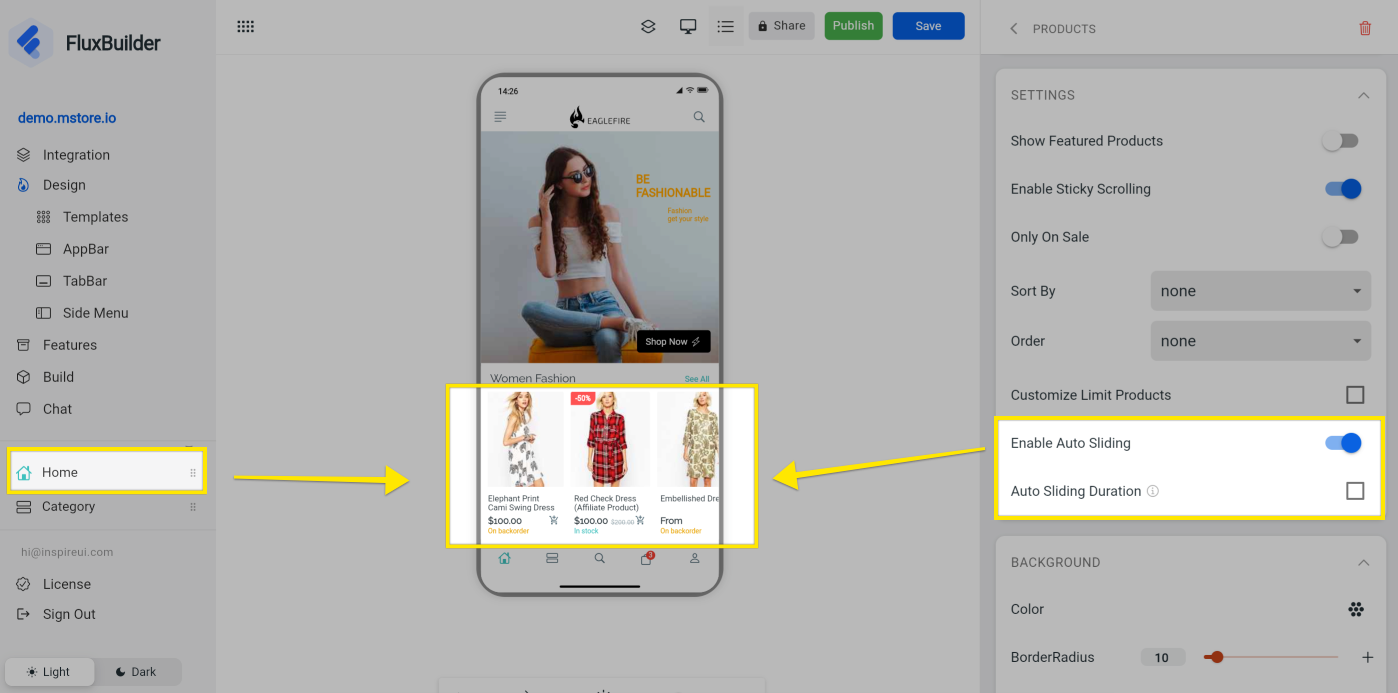 FluxBuilder
demo.mstore.io
Integration
Design
Templates
AppBar
TabBar
Side Menu
Features
Build
Chat
Home
Category
hi@inspireui.com
License
Sign Out
Light
Dark
Share
Publish
Save
14:26
EAGLEFIRE
BE
FASHIONABLE
Fashion
get your style
Shop Now
Women Fashion
See All
-50%
Elephant Print
Cami Swing Dress
$100.00
On backorder
Red Check Dress
(Affiliate Product)
$100.00 $200.00
In stock
Embellished Dre
From
On backorder
3
PRODUCTS
SETTINGS
Show Featured Products
Enable Sticky Scrolling
Only On Sale
Sort By
none
Order
none
Customize Limit Products
Enable Auto Sliding
Auto Sliding Duration
BACKGROUND
Color
BorderRadius
10